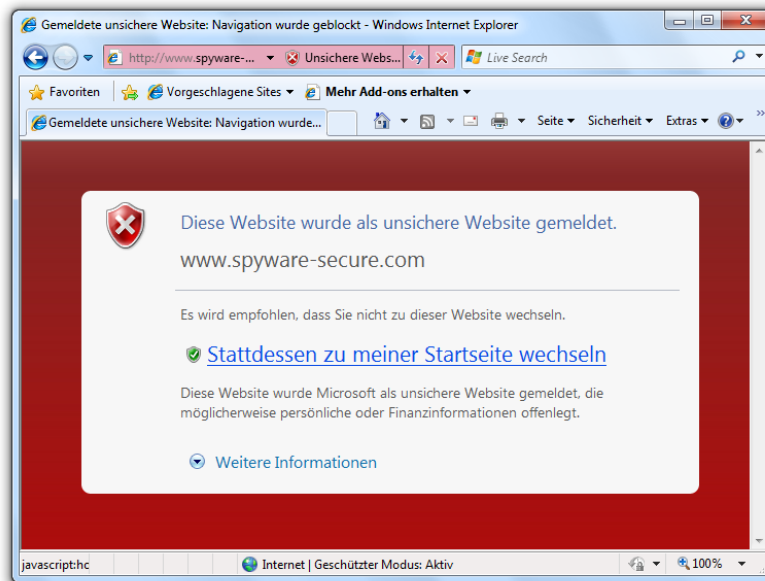 Gemeldete unsichere Website: Navigation wurde geblockt - Windows Internet Explorer
http://www.spyware-... Unsichere Webs... Live Search
Favoriten Vorgeschlagene Sites Mehr Add-ons erhalten
Gemeldete unsichere Website: Navigation wurde... Seite Sicherheit Extras »
Diese Website wurde als unsichere Website gemeldet.
www.spyware-secure.com
Es wird empfohlen, dass Sie nicht zu dieser Website wechseln.
Stattdessen zu meiner Startseite wechseln
Diese Website wurde Microsoft als unsichere Website gemeldet, die
möglicherweise persönliche oder Finanzinformationen offenlegt.
Weitere Informationen
javascript:hc Internet | Geschützter Modus: Aktiv 100%